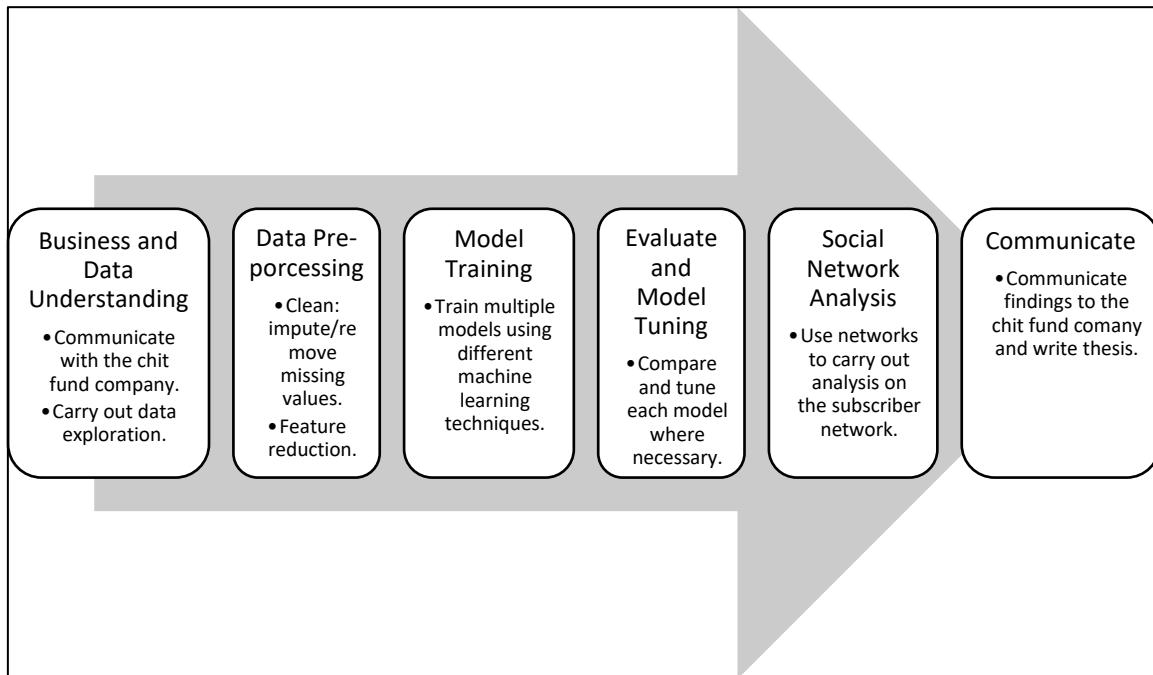 Business and
Data
Understanding
•Communicate
with the chit
fund company.
•Carry out data
exploration.
Data Pre-
porcessing
•Clean:
impute/re
move
missing
values.
•Feature
reduction.
Model
Training
•Train multiple
models using
different
machine
learning
techniques.
Evaluate
and
Model
Tuning
•Compare
and tune
each model
where
necessary.
Social
Network
Analysis
•Use networks
to carry out
analysis on
the subscriber
network.
Communicate
•Communicate
findings to the
chit fund comany
and write thesis.